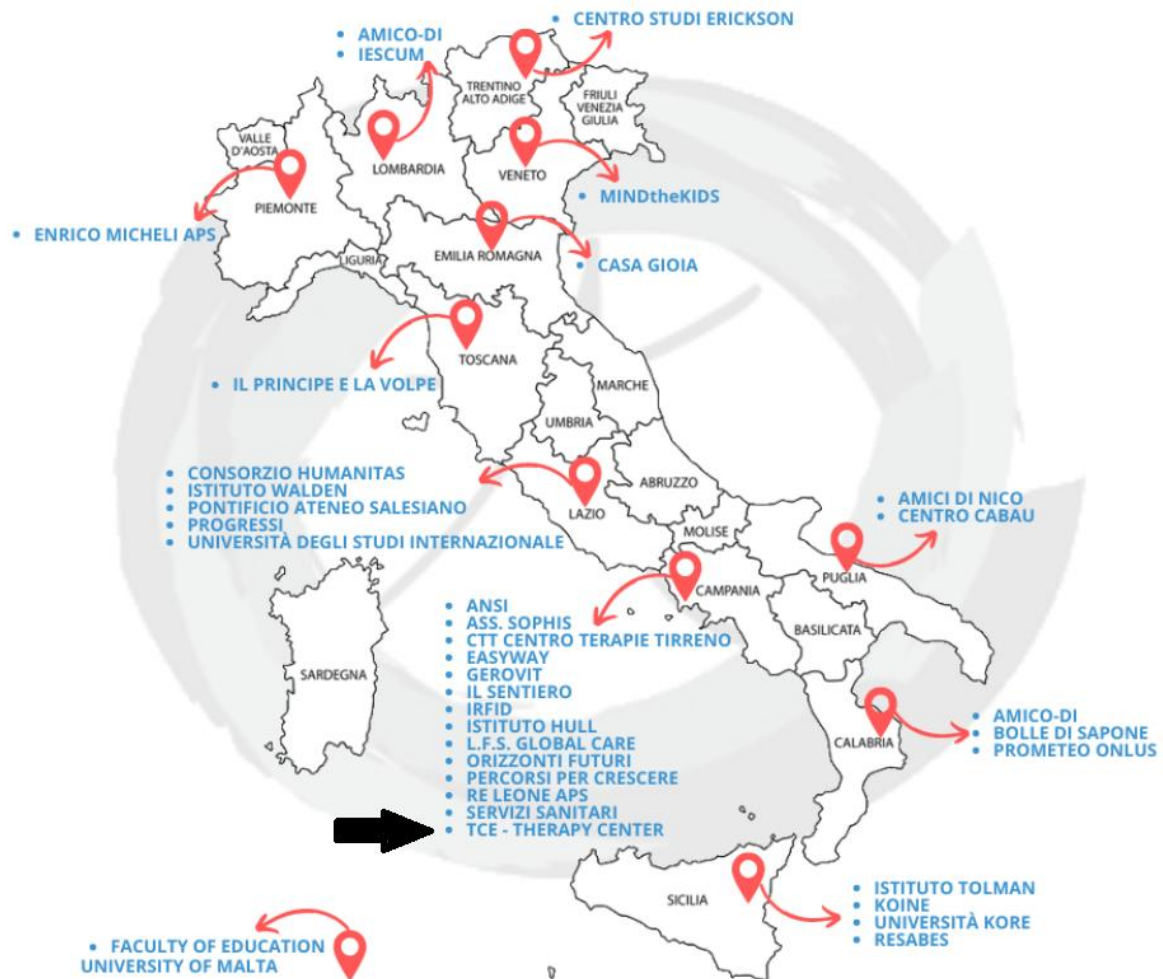 • CENTRO STUDI ERICKSON
• AMICO-DI
• IESCUM
TRENTINO
ALTO ADIGE
FRIULI
VENEZIA
GIULIA
VALLE
D'AOSTA
LOMBARDIA
VENETO
• MINDtheKIDS
PIEMONTE
• ENRICO MICHELI APS
EMILIA ROMAGNA
LIGURIA
• CASA GIOIA
TOSCANA
• IL PRINCIPE E LA VOLPE
MARCHE
UMBRIA
• CONSORZIO HUMANITAS
• ISTITUTO WALDEN
• PONTIFICIO ATENEO SALESIANO
• PROGRESSI
• UNIVERSITÀ DEGLI STUDI INTERNAZIONALE
ABRUZZO
LAZIO
MOLISE
• AMICI DI NICO
• CENTRO CABAU
PUGLIA
CAMPANIA
BASILICATA
• ANSI
• ASS. SOPHIS
• CTT CENTRO TERAPIE TIRRENO
• EASYWAY
• GEROVIT
• IL SENTIERO
• IRFID
• ISTITUTO HULL
• L.F.S. GLOBAL CARE
• ORIZZONTI FUTURI
• PERCORSI PER CRESCERE
• RE LEONE APS
• SERVIZI SANITARI
• TCE - THERAPY CENTER
SARDEGNA
CALABRIA
• AMICO-DI
• BOLLE DI SAPONE
• PROMETEO ONLUS
SICILIA
• ISTITUTO TOLMAN
• KOINE
• UNIVERSITÀ KORE
• RESABES
• FACULTY OF EDUCATION
UNIVERSITY OF MALTA